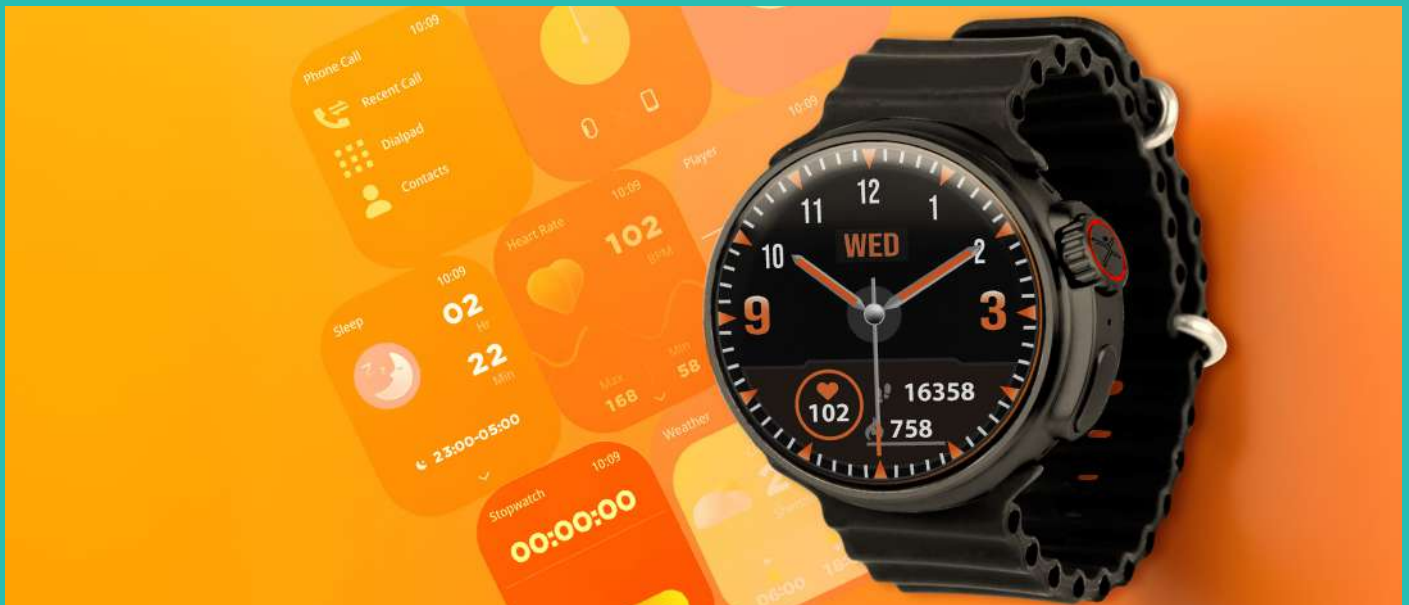 Phone Call
10:09
Recent Call
Dialpad
Contacts
Player
10:09
Heart Rate
10:09
102
BPM
Max
168
Min
58
Sleep
10:09
02
Hr
22
Min
23:00-05:00
Stopwatch
10:09
00:00:00
Weather
06:00
12
11
1
10
WED
2
9
3
102
16358
758